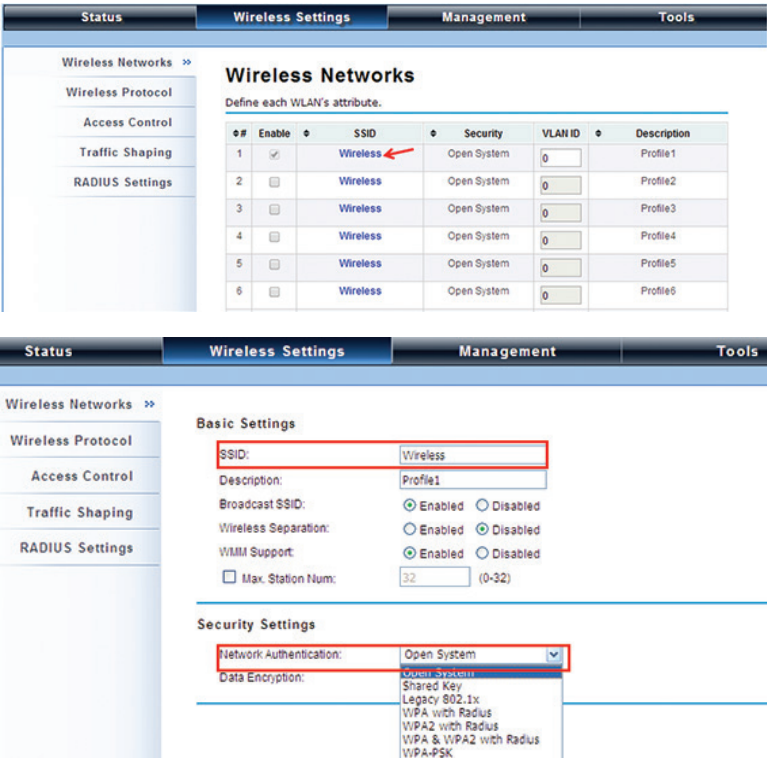 Status Wireless Settings Management Tools
Wireless Networks »
Wireless Protocol
Access Control
Traffic Shaping
RADIUS Settings
Wireless Networks
Define each WLAN's attribute.
# Enable SSID Security VLAN ID Description
1 Wireless Open System 0 Profile1
2 Wireless Open System 0 Profile2
3 Wireless Open System 0 Profile3
4 Wireless Open System 0 Profile4
5 Wireless Open System 0 Profile5
6 Wireless Open System 0 Profile6
Status Wireless Settings Management Tools
Wireless Networks »
Wireless Protocol
Access Control
Traffic Shaping
RADIUS Settings
Basic Settings
SSID: Wireless
Description: Profile1
Broadcast SSID: Enabled Disabled
Wireless Separation: Enabled Disabled
WMM Support: Enabled Disabled
Max. Station Num: 32 (0-32)
Security Settings
Network Authentication: Open System
Data Encryption: Open System
Shared Key
Legacy 802.1x
WPA with Radius
WPA2 with Radius
WPA & WPA2 with Radius
WPA-PSK